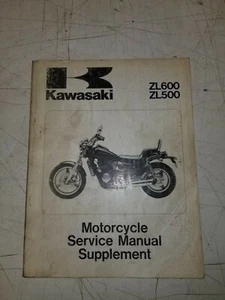 Kawasaki
ZL600
ZL500
Motorcycle
Service Manual
Supplement